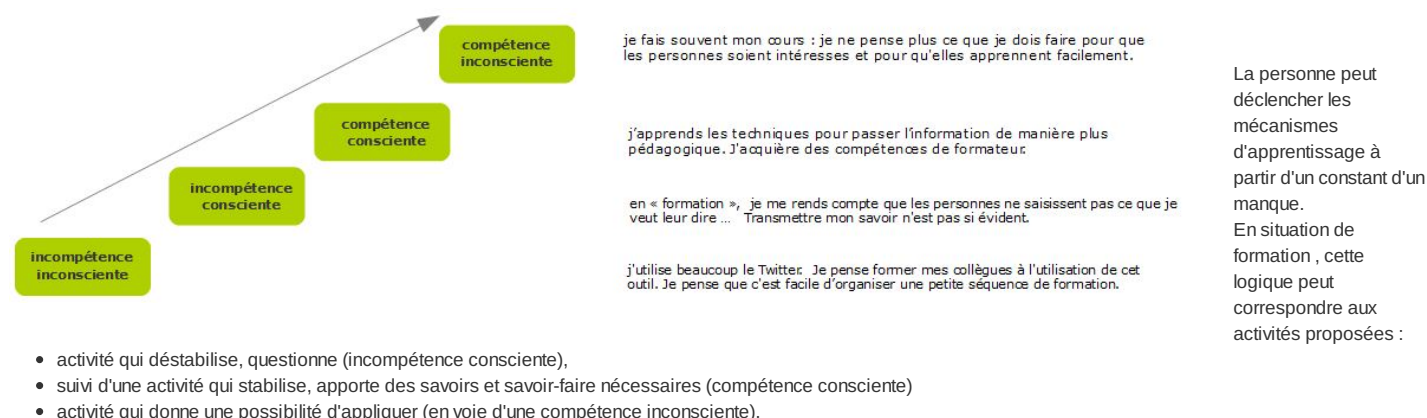 compétence
inconsciente
je fais souvent mon cours : je ne pense plus ce que je dois faire pour que
les personnes soient intéresses et pour qu'elles apprennent facilement.
compétence
consciente
j'apprends les techniques pour passer l'information de manière plus
pédagogique. J'acquière des compétences de formateur.
incompétence
consciente
en « formation », je me rends compte que les personnes ne saisissent pas ce que je
veut leur dire ... Transmettre mon savoir n'est pas si évident.
incompétence
inconsciente
j'utilise beaucoup le Twitter. Je pense former mes collègues à l'utilisation de cet
outil. Je pense que c'est facile d'organiser une petite séquence de formation.
La personne peut
déclencher les
mécanismes
d'apprentissage à
partir d'un constant d'un
manque.
En situation de
formation , cette
logique peut
correspondre aux
activités proposées :
• activité qui déstabilise, questionne (incompétence consciente),
• suivi d'une activité qui stabilise, apporte des savoirs et savoir-faire nécessaires (compétence consciente)
• activité qui donne une possibilité d'appliquer (en voie d'une compétence inconsciente).